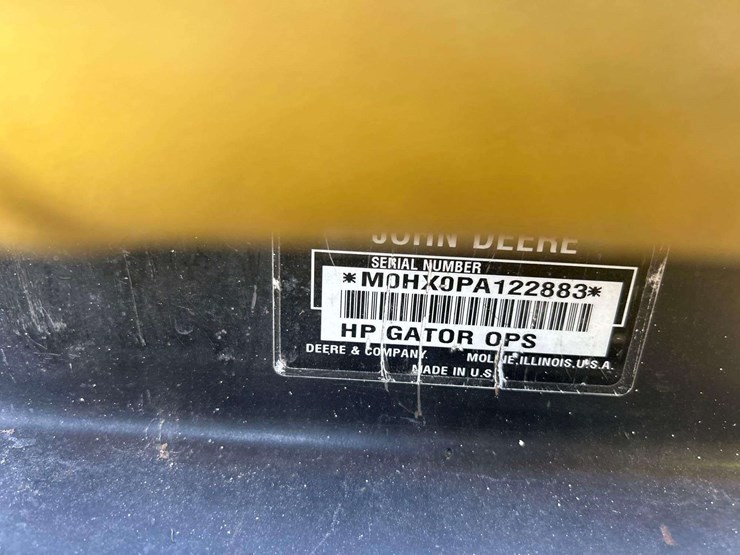 JOHN DEERE
SERIAL NUMBER
*M0HX0PA122883*
HP GATOR OPS
DEERE & COMPANY. MOLINE, ILLINOIS, U.S.A.
MADE IN U.S.A.